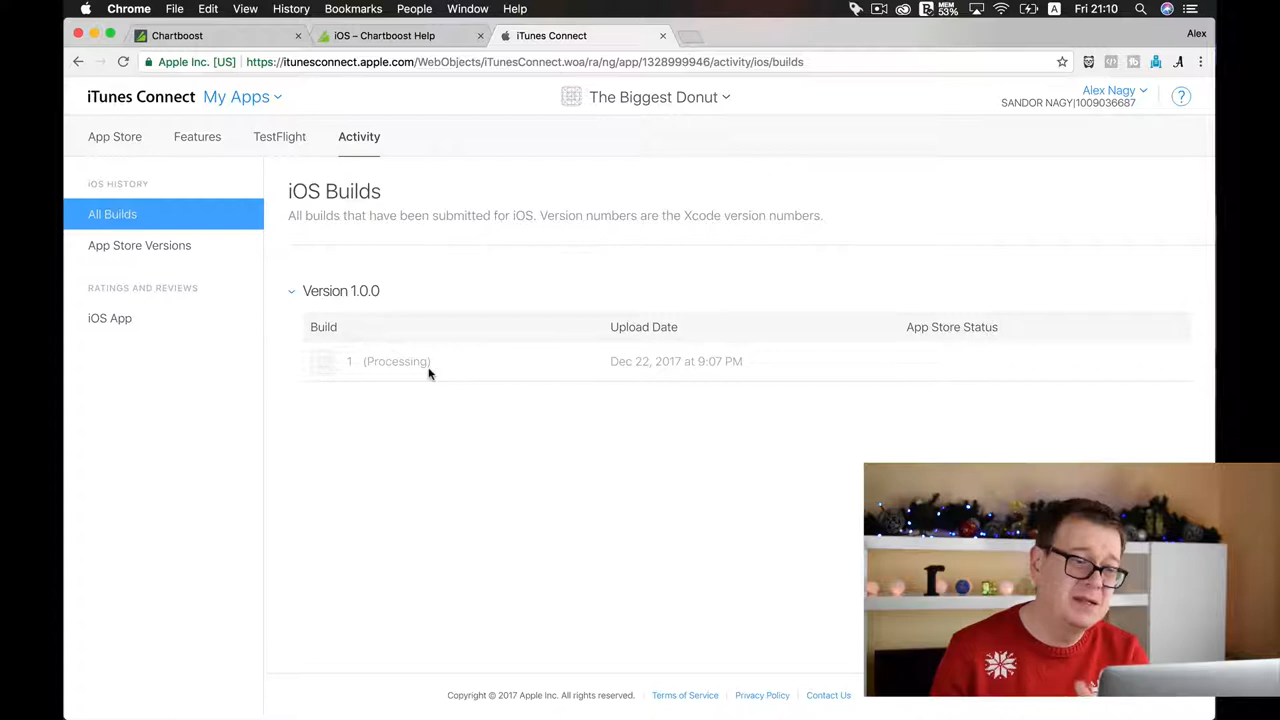 Chrome File Edit View History Bookmarks People Window Help
MEM 53% A Fri 21:10
Chartboost
iOS – Chartboost Help
iTunes Connect
Alex
Apple Inc. [US] https://itunesconnect.apple.com/WebObjects/iTunesConnect.woa/ra/ng/app/1328999946/activity/ios/builds
iTunes Connect My Apps
The Biggest Donut
Alex Nagy
SANDOR NAGY|1009036687
?
App Store Features TestFlight Activity
iOS HISTORY
All Builds
App Store Versions
RATINGS AND REVIEWS
iOS App
iOS Builds
All builds that have been submitted for iOS. Version numbers are the Xcode version numbers.
Version 1.0.0
Build Upload Date App Store Status
1 (Processing) Dec 22, 2017 at 9:07 PM
Copyright © 2017 Apple Inc. All rights reserved. Terms of Service Privacy Policy Contact Us